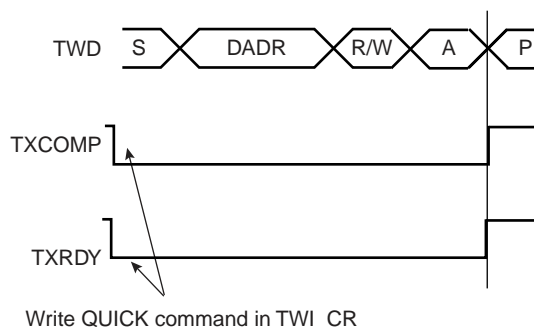 TWD S DADR R/W A P
TXCOMP
TXRDY
Write QUICK command in TWI_CR